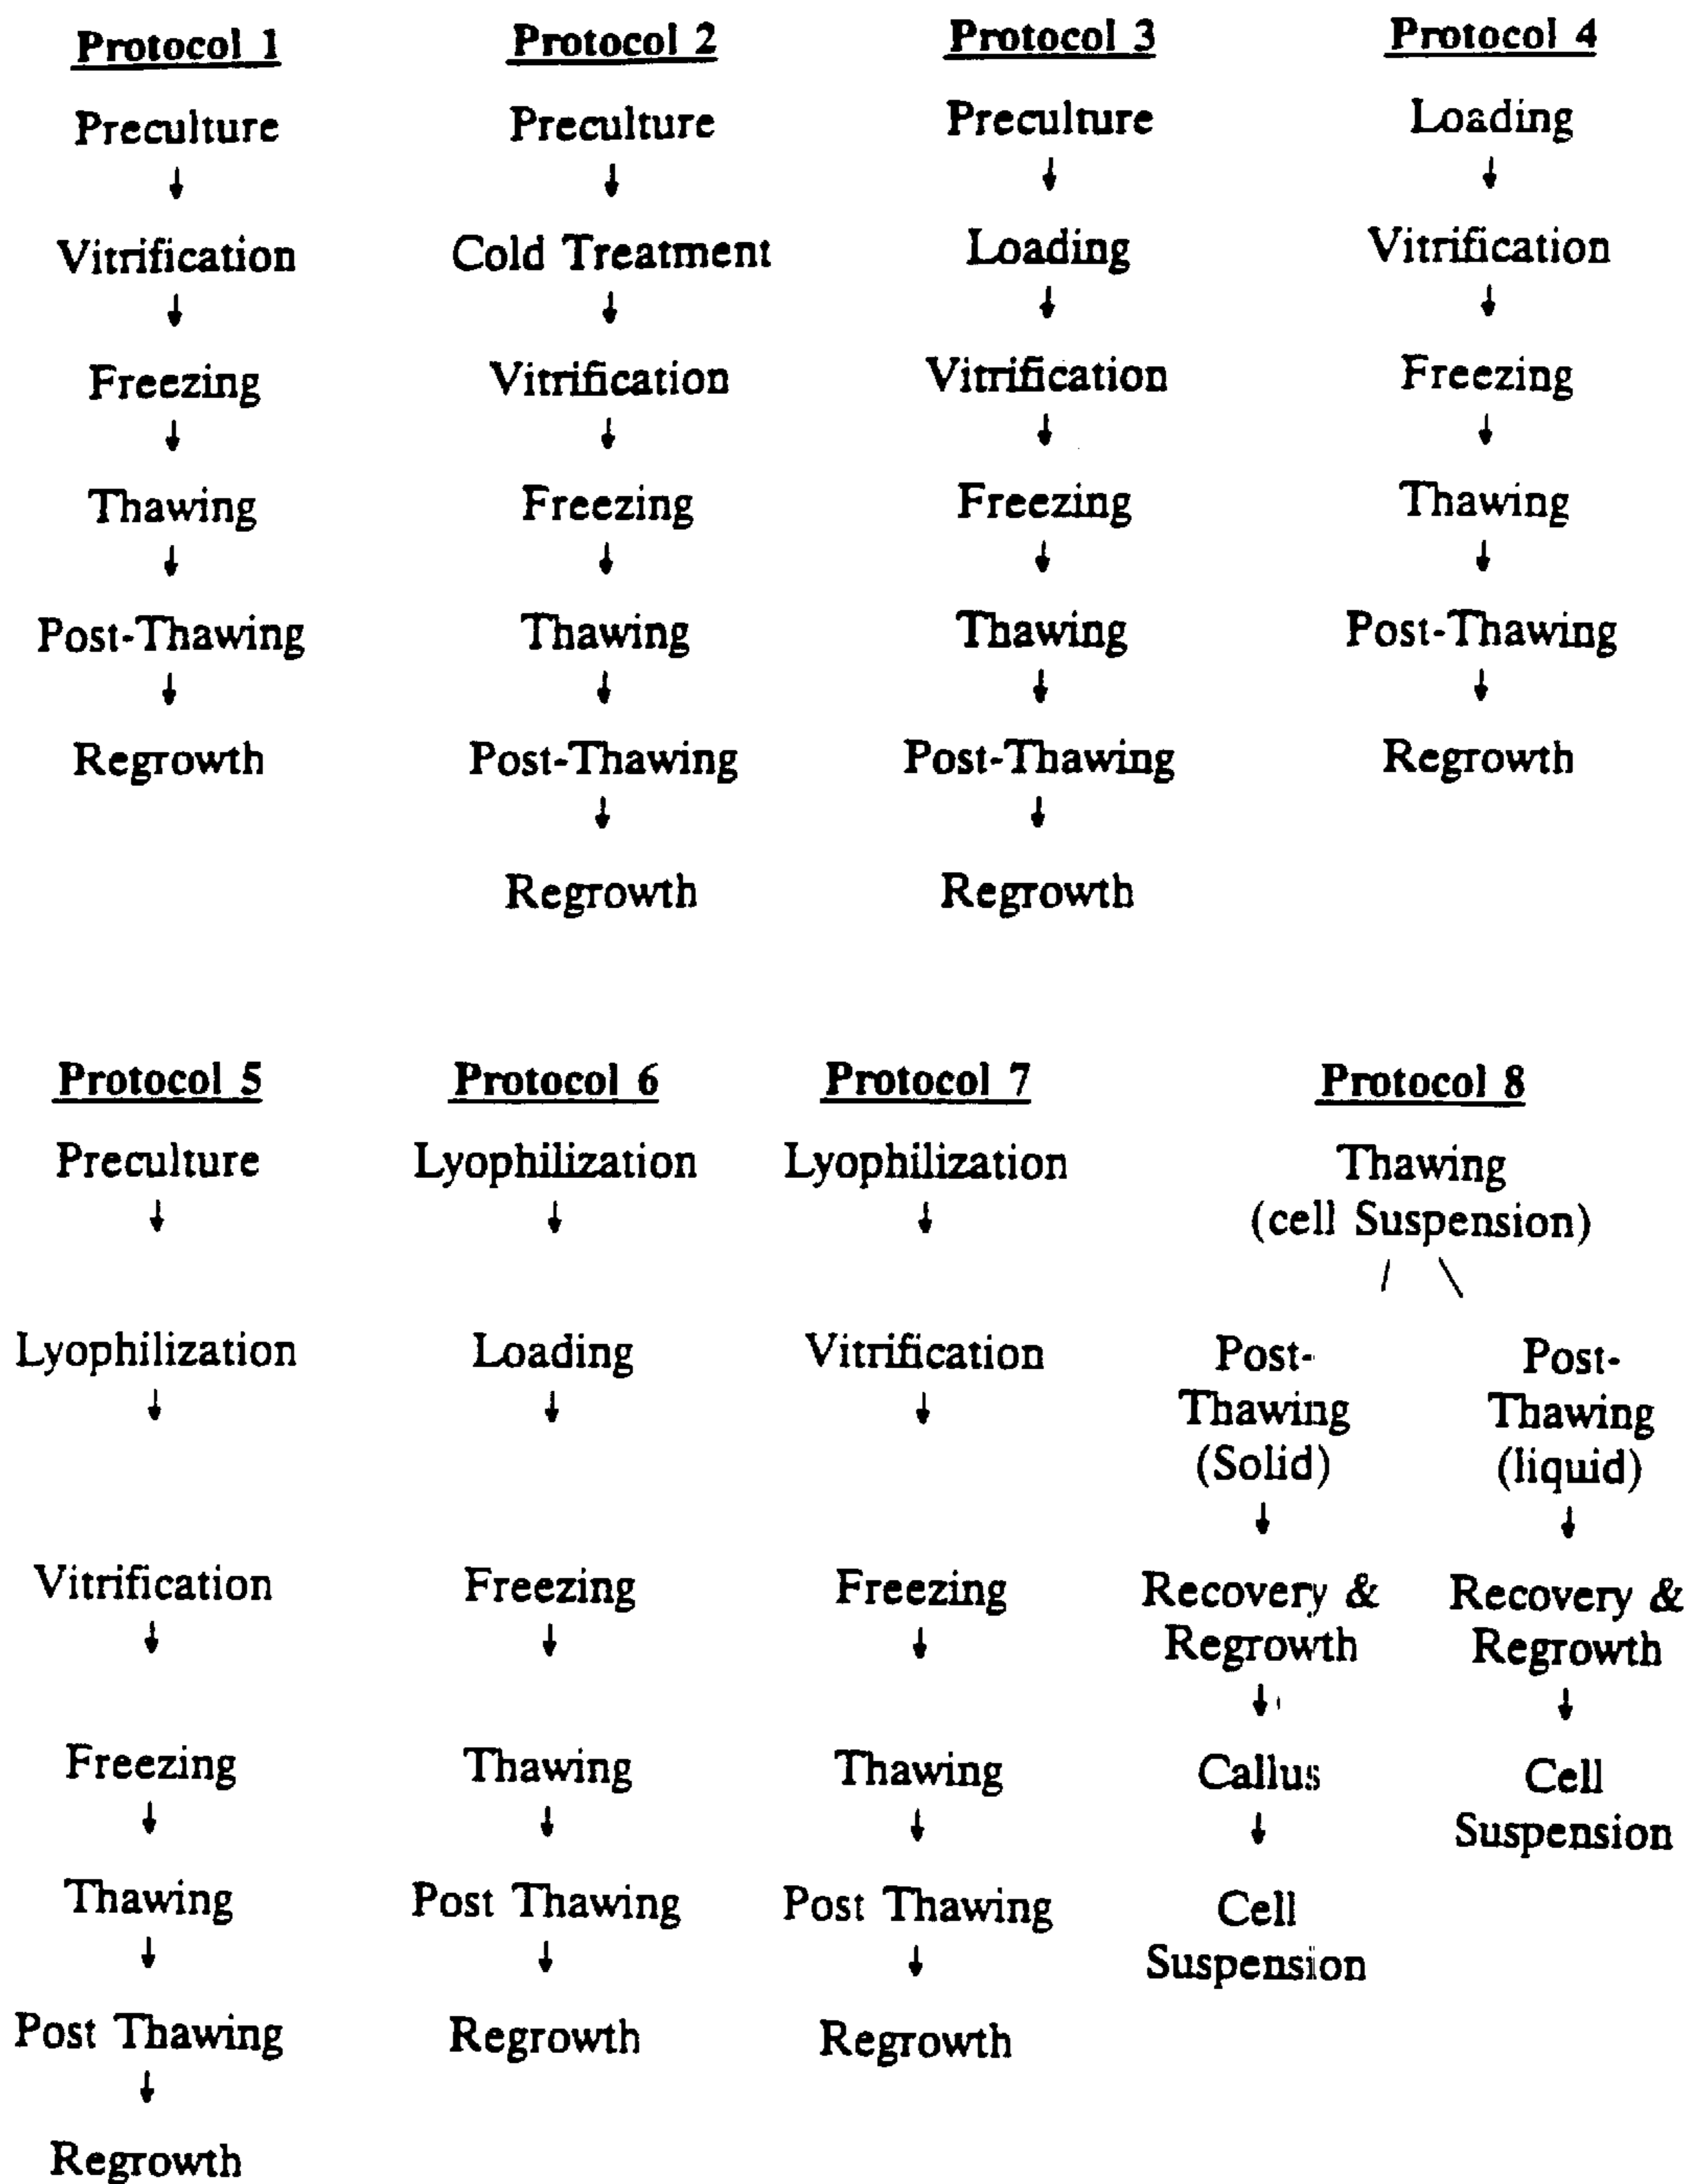 Protocol 1
Preculture
↓
Vitrification
↓
Freezing
↓
Thawing
↓
Post-Thawing
↓
Regrowth
Protocol 2
Preculture
↓
Cold Treatment
↓
Vitrification
↓
Freezing
↓
Thawing
↓
Post-Thawing
↓
Regrowth
Protocol 3
Preculture
↓
Loading
↓
Vitrification
↓
Freezing
↓
Thawing
↓
Post-Thawing
↓
Regrowth
Protocol 4
Loading
↓
Vitrification
↓
Freezing
↓
Thawing
↓
Post-Thawing
↓
Regrowth
Protocol 5
Preculture
↓
Lyophilization
↓
Vitrification
↓
Freezing
↓
Thawing
↓
Post Thawing
↓
Regrowth
Protocol 6
Lyophilization
↓
Loading
↓
Freezing
↓
Thawing
↓
Post Thawing
↓
Regrowth
Protocol 7
Lyophilization
↓
Vitrification
↓
Freezing
↓
Thawing
↓
Post Thawing
↓
Regrowth
Protocol 8
Thawing
(cell Suspension)
/ \
Post-
Thawing
(Solid)
↓
Recovery &
Regrowth
↓
Callus
↓
Cell
Suspension
Post-
Thawing
(liquid)
↓
Recovery &
Regrowth
↓
Cell
Suspension